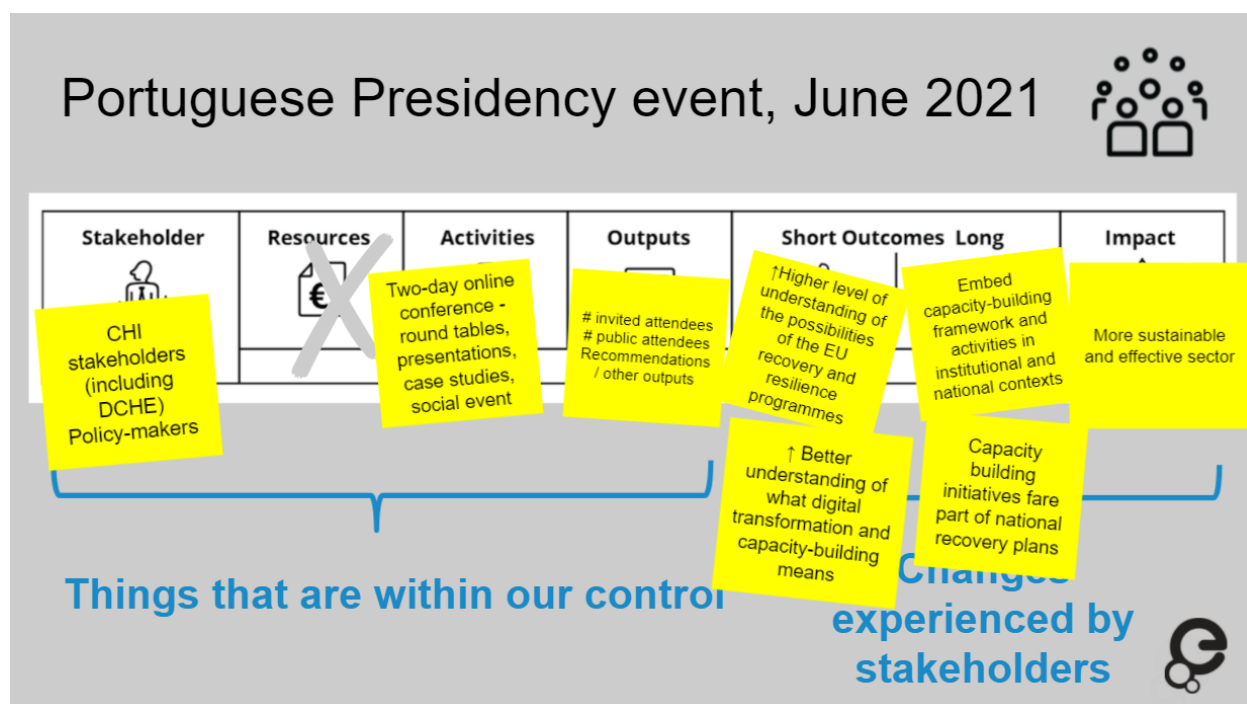 Portuguese Presidency event, June 2021
Stakeholder
Resources
Activities
Outputs
Short Outcomes Long
Impact
€
CHI
stakeholders
(including
DCHE)
Policy-makers
Two-day online
conference -
round tables,
presentations,
case studies,
social event
# invited attendees
# public attendees
Recommendations
/ other outputs
↑Higher level of
understanding of
the possibilities
of the EU
recovery and
resilience
programmes
↑ Better
understanding of
what digital
transformation and
capacity-building
means
Embed
capacity-building
framework and
activities in
institutional and
national contexts
Capacity
building
initiatives fare
part of national
recovery plans
More sustainable
and effective sector
Things that are within our control
Changes
experienced by
stakeholders